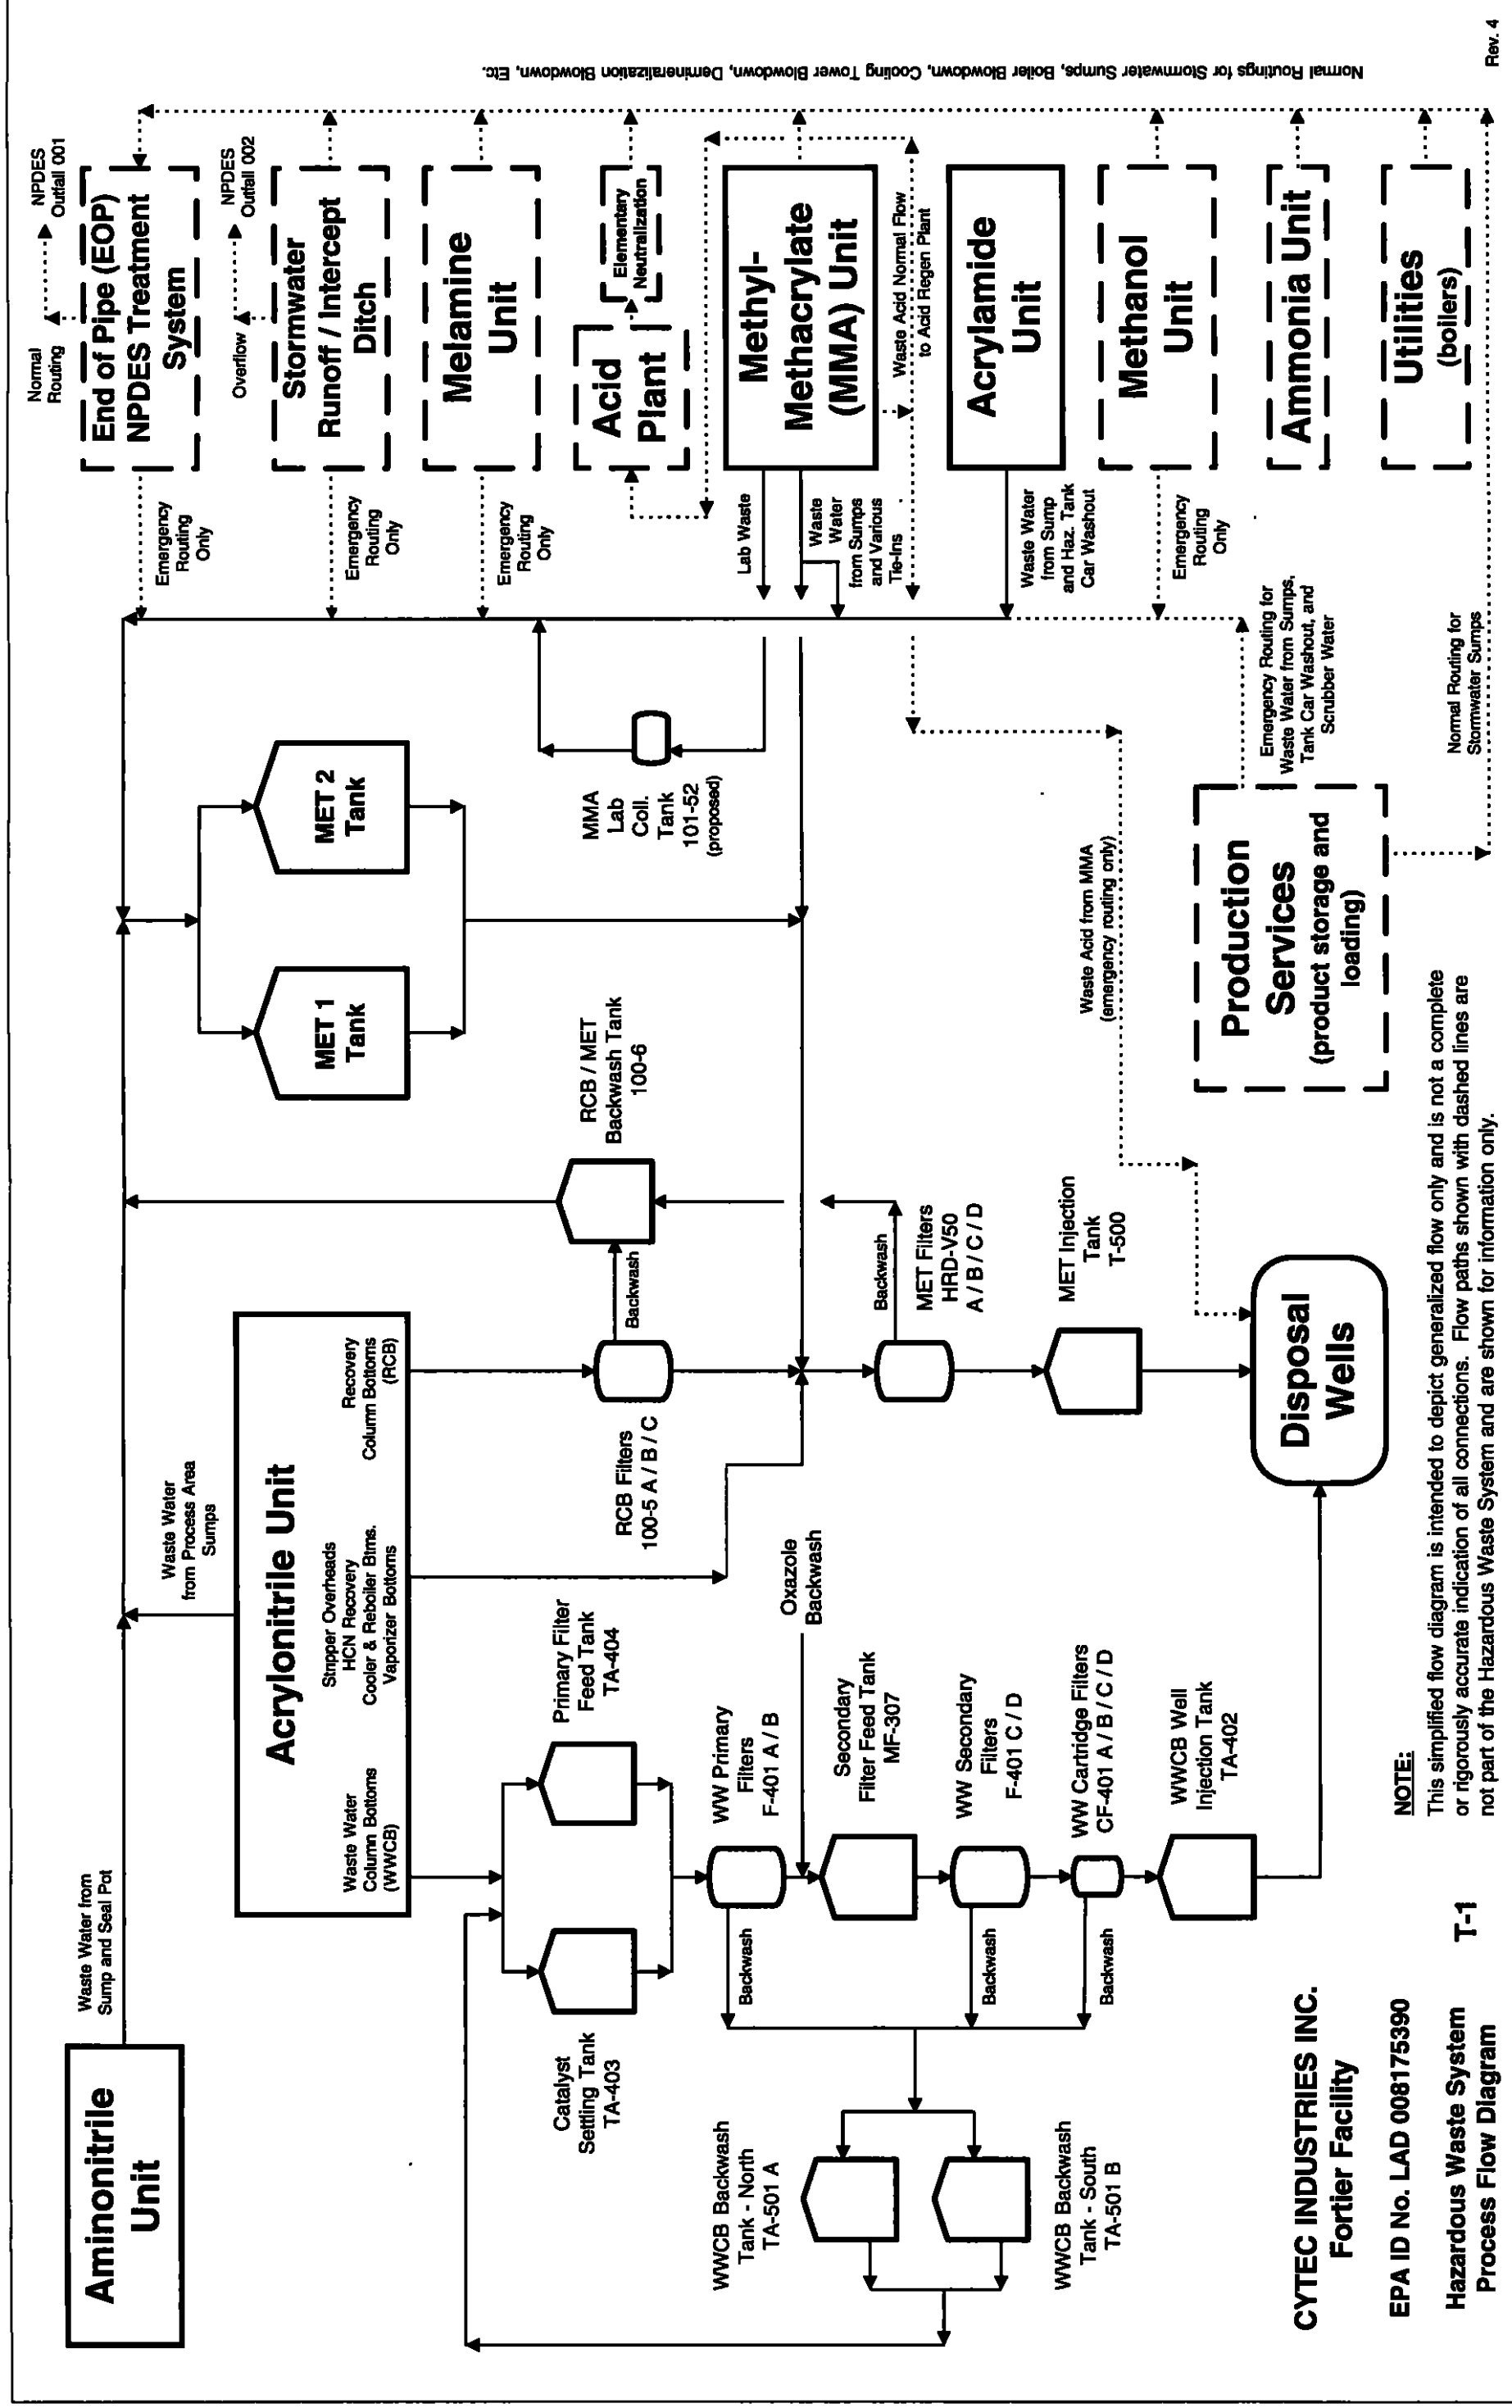 Aminonitrile
Unit
Waste Water from
Sump and Seal Pot
Waste Water
from Process Area
Sumps
Acrylonitrile Unit
Waste Water
Column Bottoms
(WWCB)
Stripper Overheads
HCN Recovery
Cooler & Reboiler Btms.
Vaporizer Bottoms
Recovery
Column Bottoms
(RCB)
Catalyst
Settling Tank
TA-403
Primary Filter
Feed Tank
TA-404
WW Primary
Filters
F-401 A / B
Oxazole
Backwash
Secondary
Filter Feed Tank
MF-307
WW Secondary
Filters
F-401 C / D
WW Cartridge Filters
CF-401 A / B / C / D
WWCB Well
Injection Tank
TA-402
Backwash
Backwash
Backwash
WWCB Backwash
Tank - North
TA-501 A
WWCB Backwash
Tank - South
TA-501 B
RCB Filters
100-5 A / B / C
Backwash
RCB / MET
Backwash Tank
100-6
Backwash
MET Filters
HRD-V50
A / B / C / D
MET Injection
Tank
T-500
Disposal
Wells
MET 1
Tank
MET 2
Tank
MMA
Lab
Coll.
Tank
101-52
(proposed)
Waste Acid from MMA
(emergency routing only)
Production
Services
(product storage and
loading)
Emergency Routing for
Waste Water from Sumps,
Tank Car Washout, and
Scrubber Water
Normal Routing for
Stormwater Sumps
Normal
Routing
NPDES
Outfall 001
End of Pipe (EOP)
NPDES Treatment
System
Emergency
Routing
Only
Overflow
NPDES
Outfall 002
Stormwater
Runoff / Intercept
Ditch
Emergency
Routing
Only
Melamine
Unit
Emergency
Routing
Only
Acid
Plant
Elementary
Neutralization
Methyl-
Methacrylate
(MMA) Unit
Lab Waste
Waste
Water
from Sumps
and Various
Tie-Ins
Waste Acid Normal Flow
to Acid Regen Plant
Acrylamide
Unit
Waste Water
from Sump
and Haz. Tank
Car Washout
Methanol
Unit
Emergency
Routing
Only
Ammonia Unit
Utilities
(boilers)
Normal Routings for Stormwater Sumps, Boiler Blowdown, Cooling Tower Blowdown, Demineralization Blowdown, Etc.
CYTEC INDUSTRIES INC.
Fortier Facility
EPA ID No. LAD 008175390
Hazardous Waste System
Process Flow Diagram
T-1
NOTE:
This simplified flow diagram is intended to depict generalized flow only and is not a complete
or rigorously accurate indication of all connections.  Flow paths shown with dashed lines are
not part of the Hazardous Waste System and are shown for information only.
Rev. 4